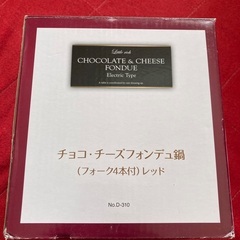 CHOCOLATE & CHEESE
FONDUE
Electric Type
チョコ・チーズフォンデュ鍋
(フォーク4本付)レッド
No.D-310